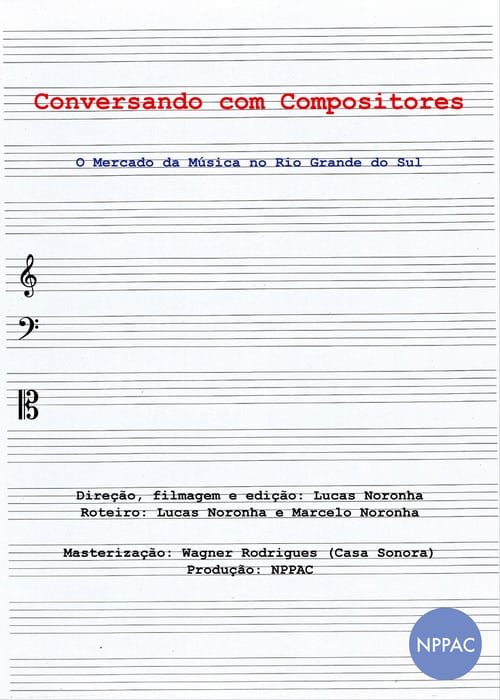 Conversando com Compositores
O Mercado da Música no Rio Grande do Sul
Direção, filmagem e edição: Lucas Noronha
Roteiro: Lucas Noronha e Marcelo Noronha
Masterização: Wagner Rodrigues (Casa Sonora)
Produção: NPPAC
NPPAC